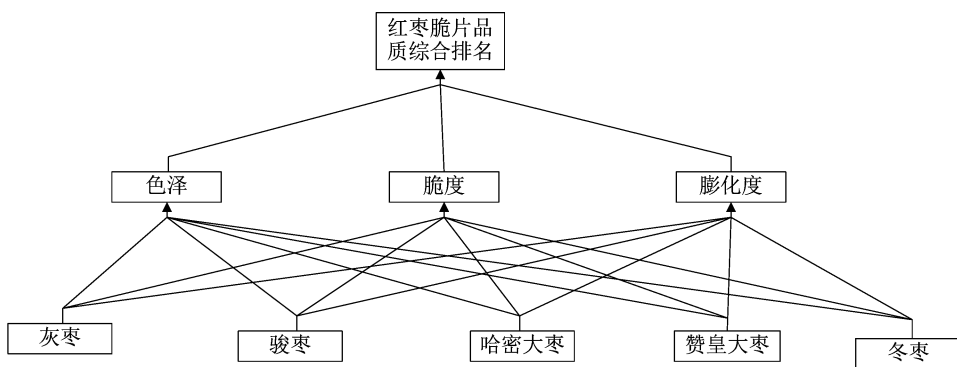 红枣脆片品
质综合排名
色泽
脆度
膨化度
灰枣
骏枣
哈密大枣
赞皇大枣
冬枣